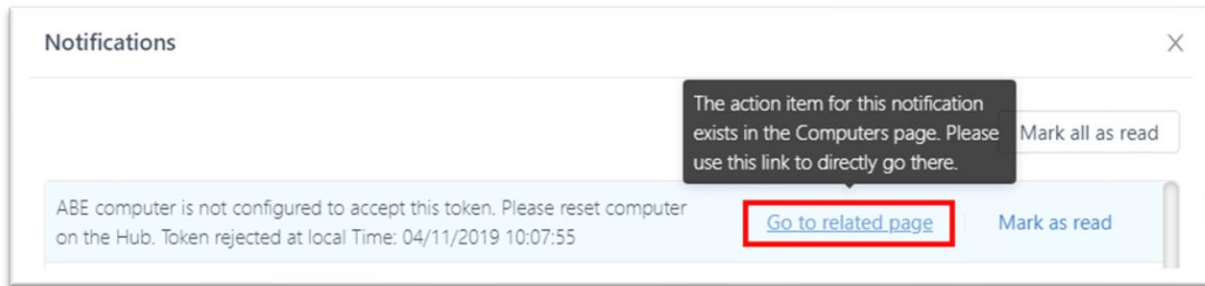 Notifications
The action item for this notification
exists in the Computers page. Please
use this link to directly go there.
Mark all as read
ABE computer is not configured to accept this token. Please reset computer
on the Hub. Token rejected at local Time: 04/11/2019 10:07:55
Go to related page
Mark as read